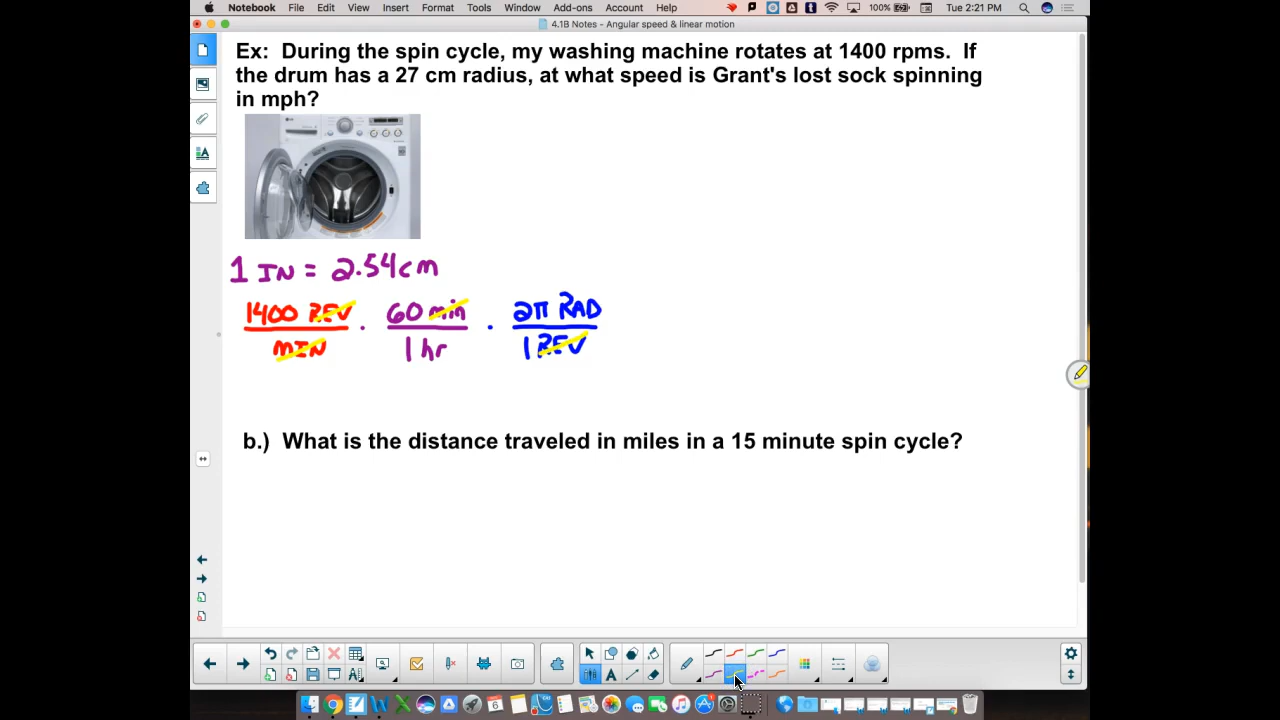 Notebook File Edit View Insert Format Tools Window Add-ons Account Help 100% Tue 2:21 PM
4.1B Notes - Angular speed & linear motion
Ex: During the spin cycle, my washing machine rotates at 1400 rpms. If
the drum has a 27 cm radius, at what speed is Grant's lost sock spinning
in mph?
1 IN = 2.54cm
1400 REV · 60 min · 2π RAD
MIN 1 hr 1 REV
b.) What is the distance traveled in miles in a 15 minute spin cycle?